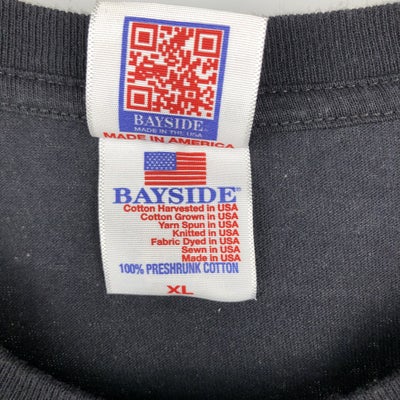 BAYSIDE
MADE IN THE USA
MADE IN AMERICA
BAYSIDE®
Cotton Harvested in USA
Cotton Grown in USA
Yarn Spun in USA
Knitted in USA
Fabric Dyed in USA
Sewn in USA
Made in USA
100% PRESHRUNK COTTON
XL